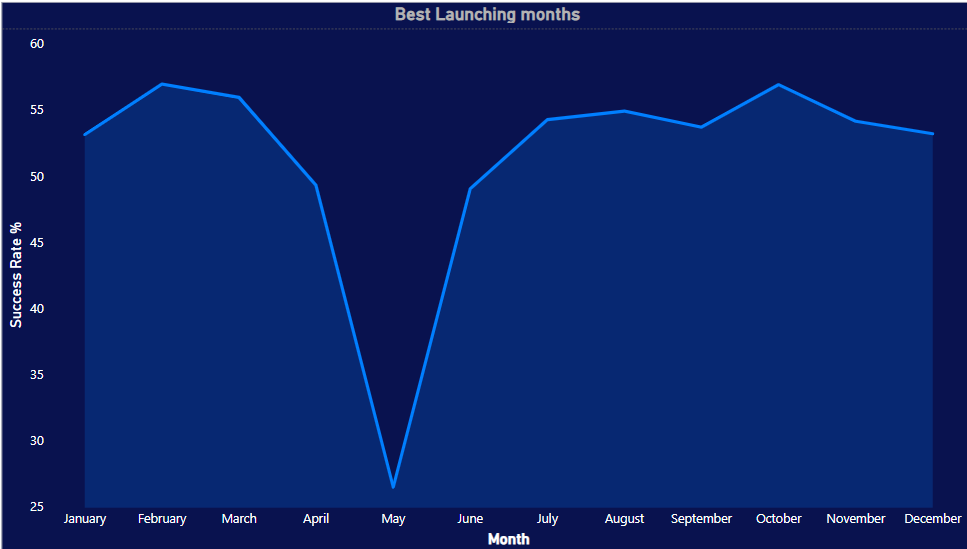 Best Launching months
60
55
50
45
40
35
30
25
Success Rate %
January February March April May June July August September October November December
Month